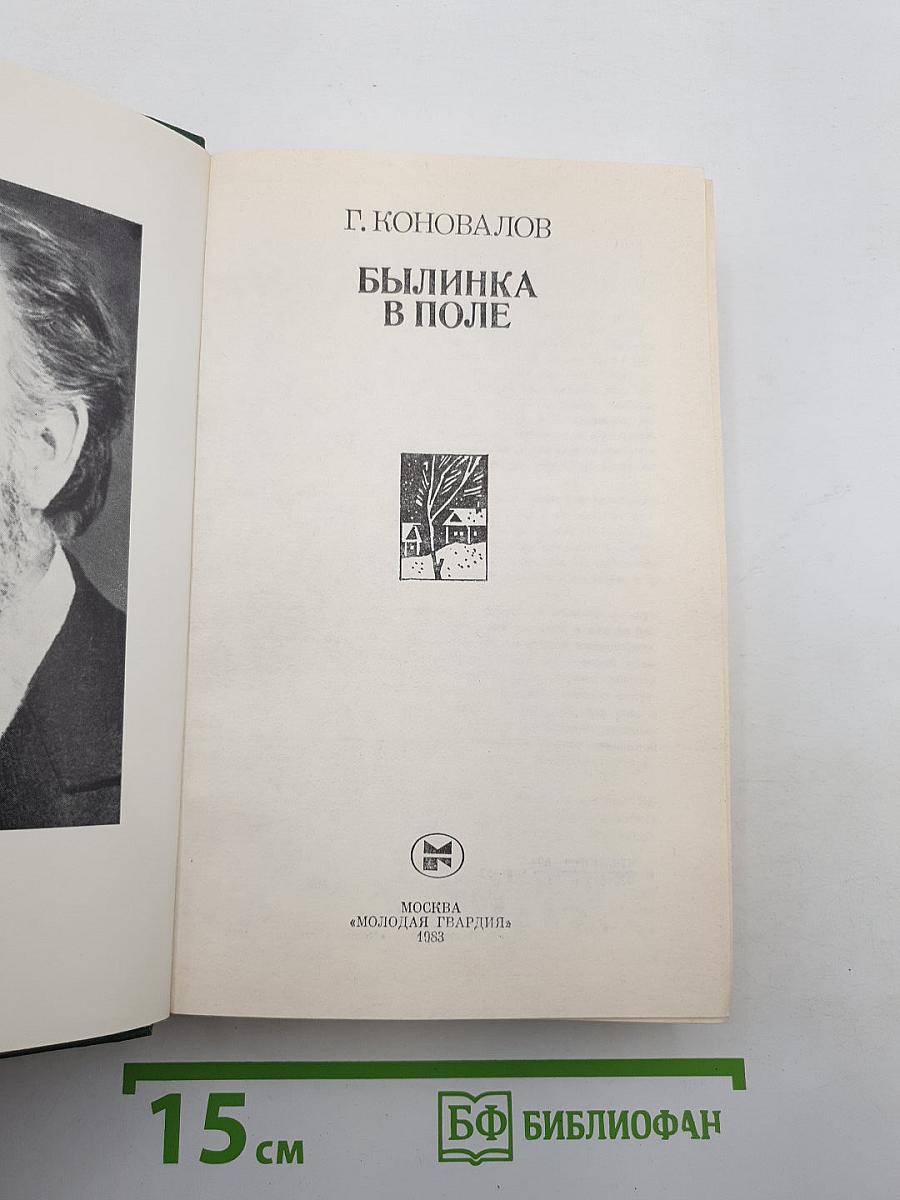 Г. КОНОВАЛОВ
БЫЛИНКА
В ПОЛЕ
МОСКВА
«МОЛОДАЯ ГВАРДИЯ»
1983
15 см
БФ БИБЛИОФАН